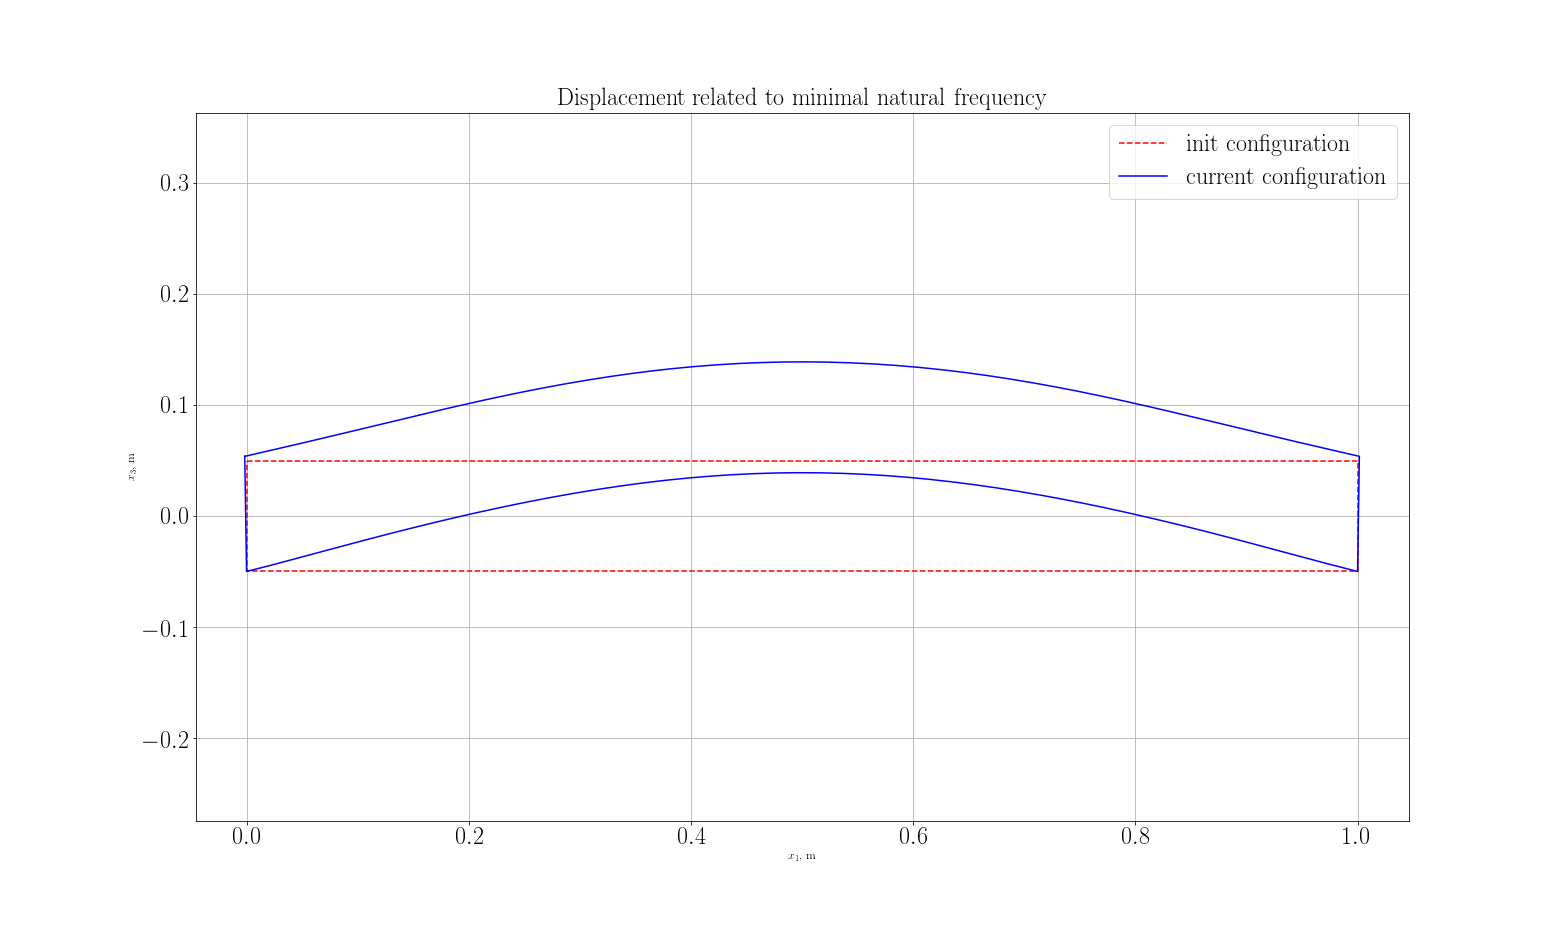 Displacement related to minimal natural frequency
init configuration
current configuration
0.3
0.2
0.1
0.0
−0.1
−0.2
x₃, m
0.0 0.2 0.4 0.6 0.8 1.0
x₁, m